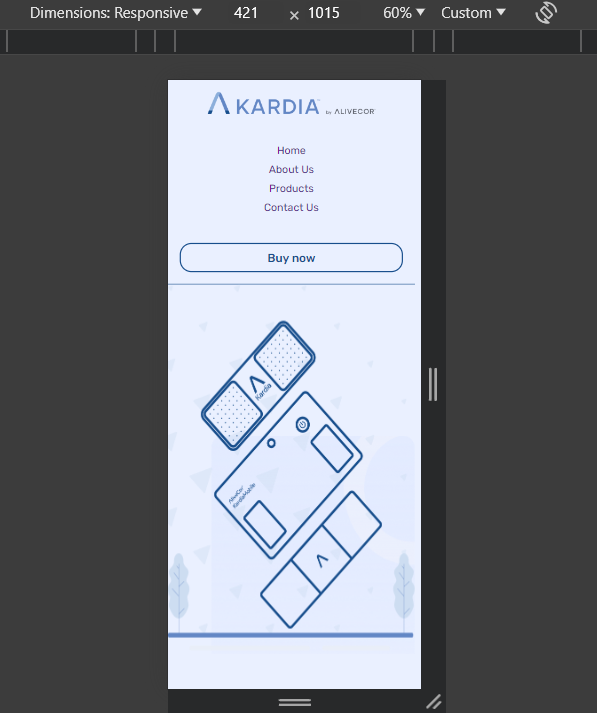 Dimensions: Responsive 421 × 1015 60% Custom
KARDIA by ALIVECOR
Home
About Us
Products
Contact Us
Buy now
Kardia
AliveCor
KardiaMobile